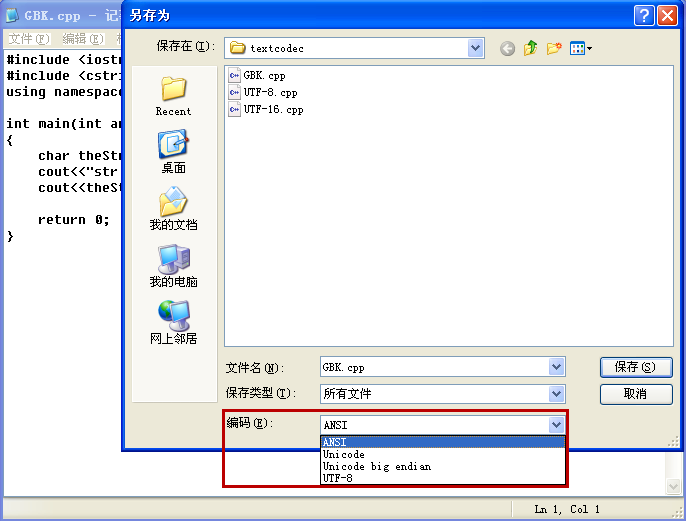 GBK.cpp - 记
另存为
文件(F) 编辑(E)
#include <iostr
#include <cstri
using namespace
int main(int ar
{
char theStr
cout<<"str
cout<<theSt
return 0;
}
保存在(I):
textcodec
Recent
桌面
我的文档
我的电脑
网上邻居
GBK.cpp
UTF-8.cpp
UTF-16.cpp
文件名(N):
GBK.cpp
保存(S)
保存类型(T):
所有文件
取消
编码(E):
ANSI
ANSI
Unicode
Unicode big endian
UTF-8
Ln 1, Col 1